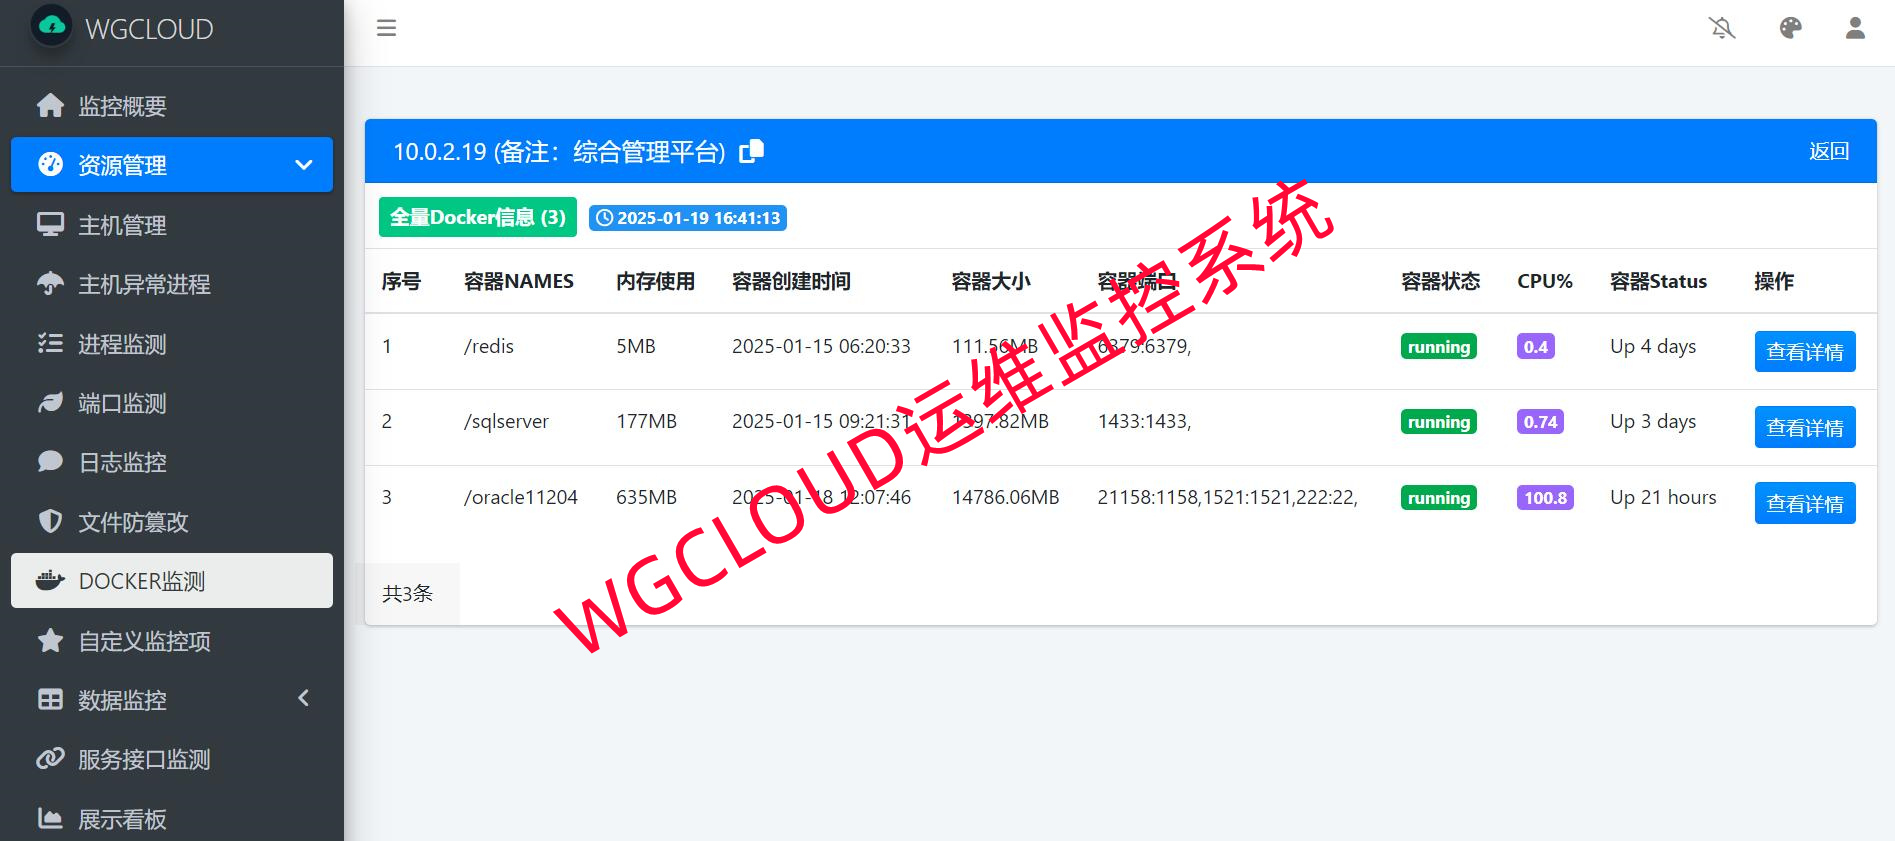 WGCLOUD
监控概要
资源管理
主机管理
主机异常进程
进程监测
端口监测
日志监控
文件防篡改
DOCKER监测
自定义监控项
数据监控
服务接口监测
展示看板
10.0.2.19 (备注：综合管理平台)
返回
全量Docker信息 (3) 2025-01-19 16:41:13
序号 容器NAMES 内存使用 容器创建时间 容器大小 容器端口 容器状态 CPU% 容器Status 操作
1 /redis 5MB 2025-01-15 06:20:33 111.56MB 6379:6379, running 0.4 Up 4 days 查看详情
2 /sqlserver 177MB 2025-01-15 09:21:31 1397.82MB 1433:1433, running 0.74 Up 3 days 查看详情
3 /oracle11204 635MB 2025-01-18 12:07:46 14786.06MB 21158:1158,1521:1521,222:22, running 100.8 Up 21 hours 查看详情
共3条
WGCLOUD运维监控系统